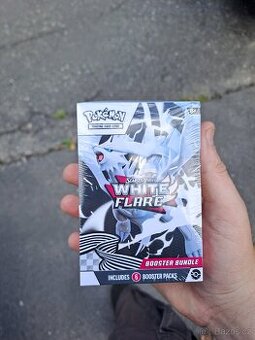 POKÉMON
TRADING CARD GAME
WHITE
FLARE
BOOSTER BUNDLE
INCLUDES 6 BOOSTER PACKS